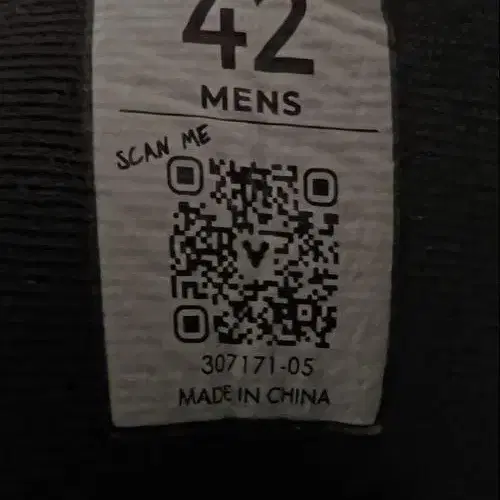 42
MENS
SCAN ME
307171-05
MADE IN CHINA